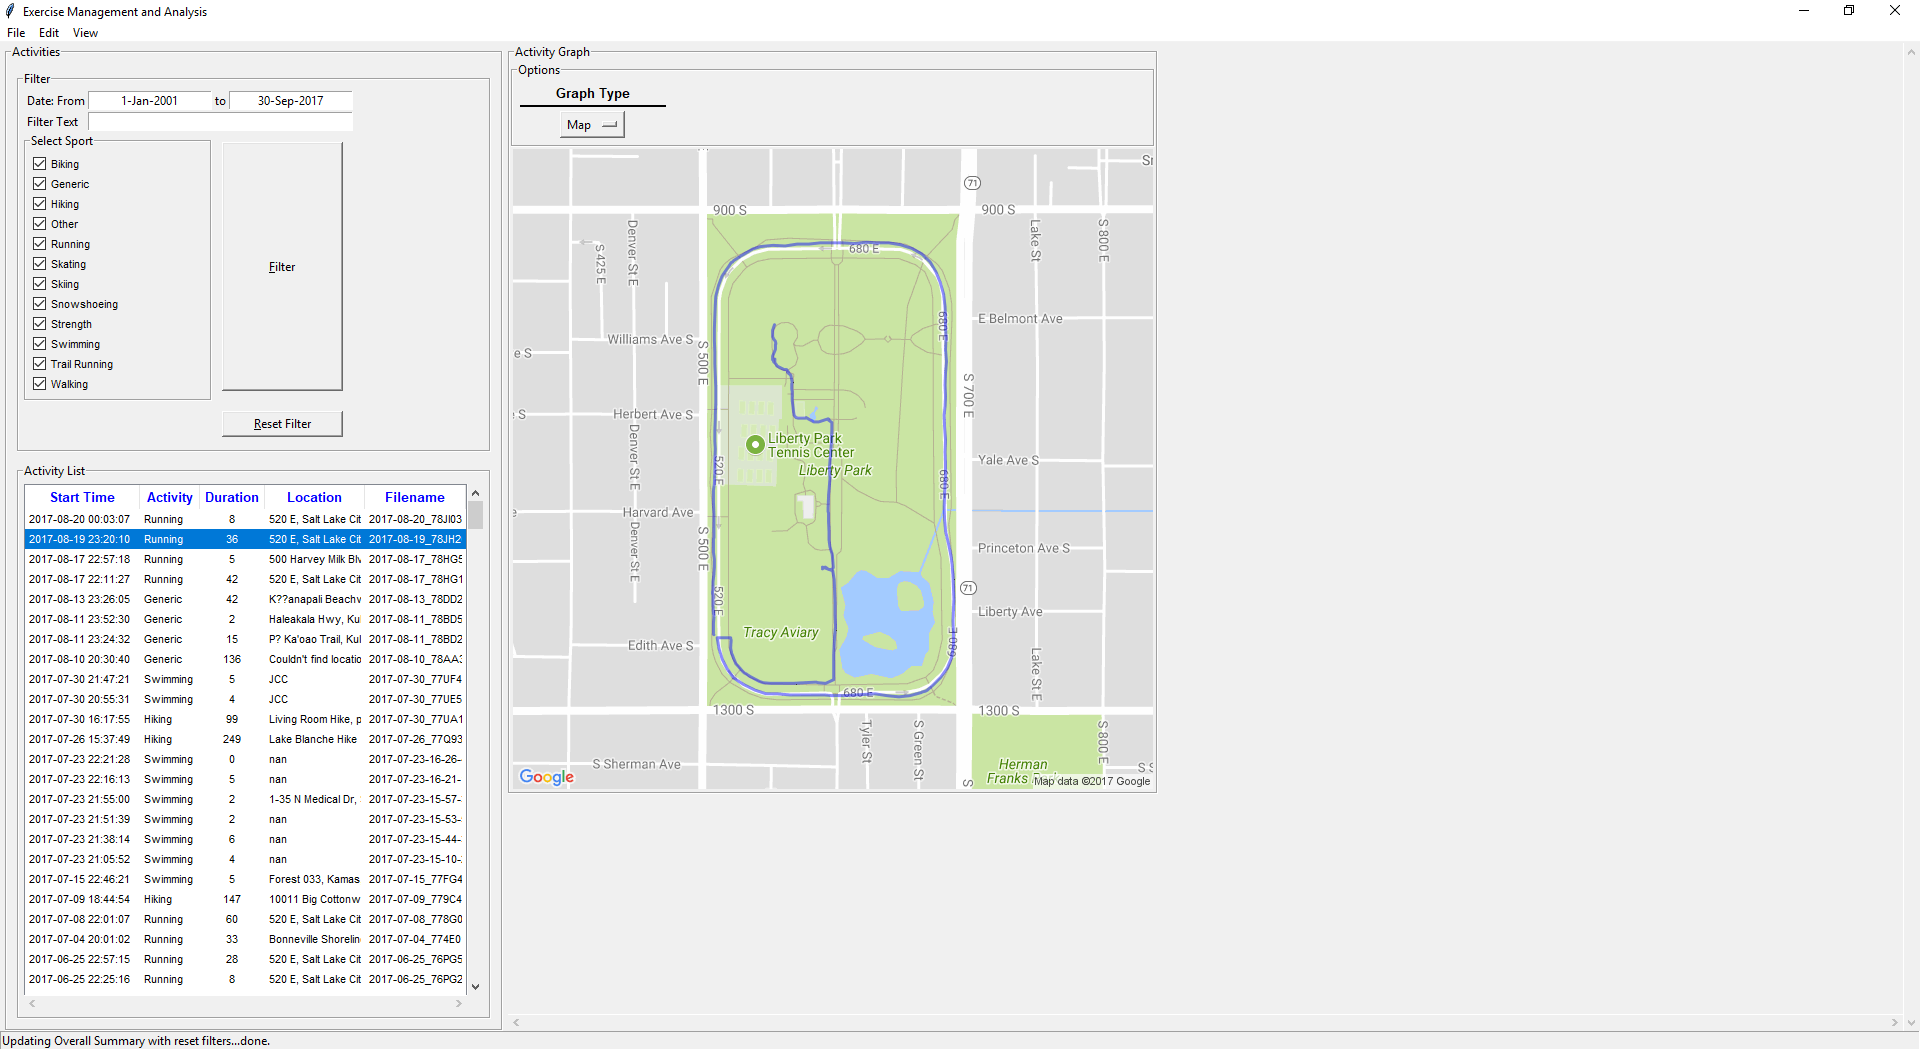 Exercise Management and Analysis
File Edit View
Activities
Filter
Date: From 1-Jan-2001 to 30-Sep-2017
Filter Text
Select Sport
Biking
Generic
Hiking
Other
Running
Skating
Skiing
Snowshoeing
Strength
Swimming
Trail Running
Walking
Filter
Reset Filter
Activity List
Start Time Activity Duration Location Filename
2017-08-20 00:03:07 Running 8 520 E, Salt Lake Cit 2017-08-20_78JI03
2017-08-19 23:20:10 Running 36 520 E, Salt Lake Cit 2017-08-19_78JH2
2017-08-17 22:57:18 Running 5 500 Harvey Milk Blv 2017-08-17_78HG5
2017-08-17 22:11:27 Running 42 520 E, Salt Lake Cit 2017-08-17_78HG1
2017-08-13 23:26:05 Generic 42 K??anapali Beachv 2017-08-13_78DD2
2017-08-11 23:52:30 Generic 2 Haleakala Hwy, Kul 2017-08-11_78BD5
2017-08-11 23:24:32 Generic 15 P? Ka'oao Trail, Kul 2017-08-11_78BD2
2017-08-10 20:30:40 Generic 136 Couldn't find locatio 2017-08-10_78AA3
2017-07-30 21:47:21 Swimming 5 JCC 2017-07-30_77UF4
2017-07-30 20:55:31 Swimming 4 JCC 2017-07-30_77UE5
2017-07-30 16:17:55 Hiking 99 Living Room Hike, p 2017-07-30_77UA1
2017-07-26 15:37:49 Hiking 249 Lake Blanche Hike 2017-07-26_77Q93
2017-07-23 22:21:28 Swimming 0 nan 2017-07-23-16-26-
2017-07-23 22:16:13 Swimming 5 nan 2017-07-23-16-21-
2017-07-23 21:55:00 Swimming 2 1-35 N Medical Dr, 2017-07-23-15-57-
2017-07-23 21:51:39 Swimming 2 nan 2017-07-23-15-53-
2017-07-23 21:38:14 Swimming 6 nan 2017-07-23-15-44-
2017-07-23 21:05:52 Swimming 4 nan 2017-07-23-15-10-
2017-07-15 22:46:21 Swimming 5 Forest 033, Kamas 2017-07-15_77FG4
2017-07-09 18:44:54 Hiking 147 10011 Big Cottonw 2017-07-09_779C4
2017-07-08 22:01:07 Running 60 520 E, Salt Lake Cit 2017-07-08_778G0
2017-07-04 20:01:02 Running 33 Bonneville Shorelin 2017-07-04_774E0
2017-06-25 22:57:15 Running 28 520 E, Salt Lake Cit 2017-06-25_76PG5
2017-06-25 22:25:16 Running 8 520 E, Salt Lake Cit 2017-06-25_76PG2
Updating Overall Summary with reset filters...done.
Activity Graph
Options
Graph Type
Map
71
900 S
900 S
Denver St E
S 425 E
680 E
Lake St
S 800 E
680 E
E Belmont Ave
Williams Ave S
e S
S 500 E
S 700 E
S
Herbert Ave S
Denver St E
Liberty Park
Tennis Center
Liberty Park
520 E
680 E
Yale Ave S
e
Harvard Ave
Denver St E
S 500 E
Princeton Ave S
520 E
71
Liberty Ave
Tracy Aviary
680 E
Edith Ave S
Lake St E
680 E
1300 S
1300 S
Tyler St
S Green St
S 800 E
S Sherman Ave
Herman
Franks
S
Google
Map data ©2017 Google